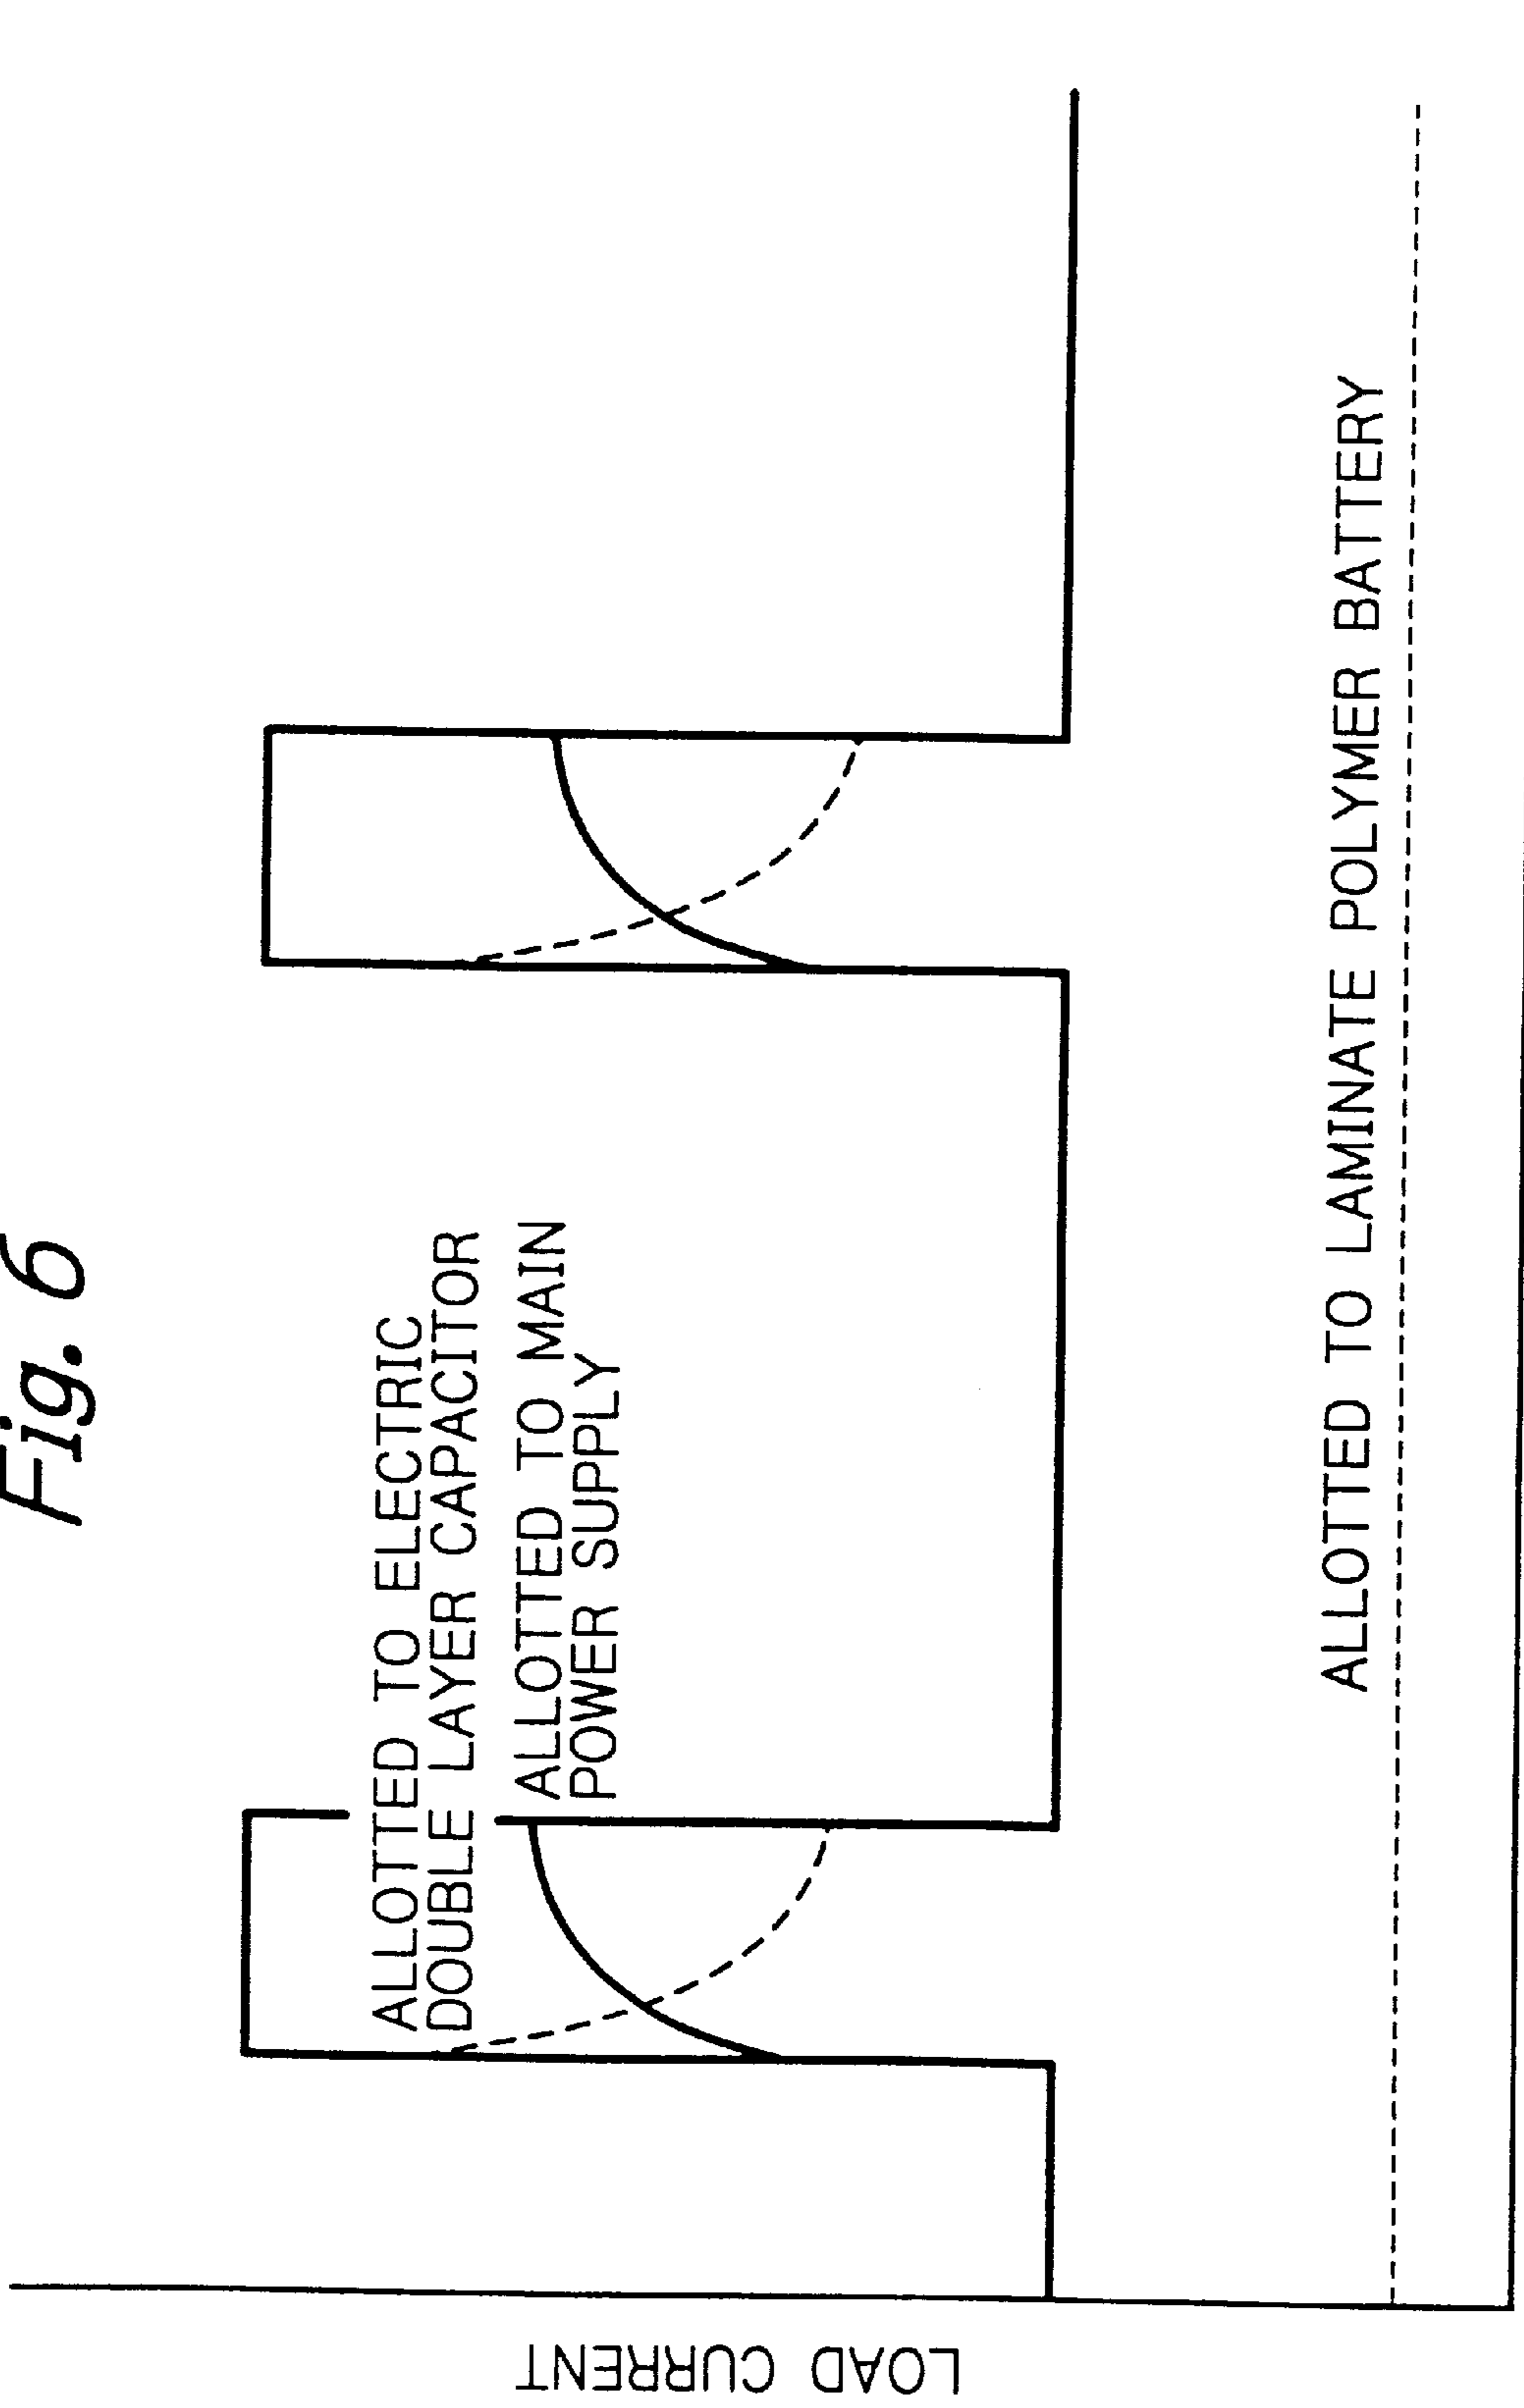 Fig. 6
ALLOTTED TO ELECTRIC
DOUBLE LAYER CAPACITOR
ALLOTTED TO MAIN
POWER SUPPLY
ALLOTTED TO LAMINATE POLYMER BATTERY
LOAD CURRENT